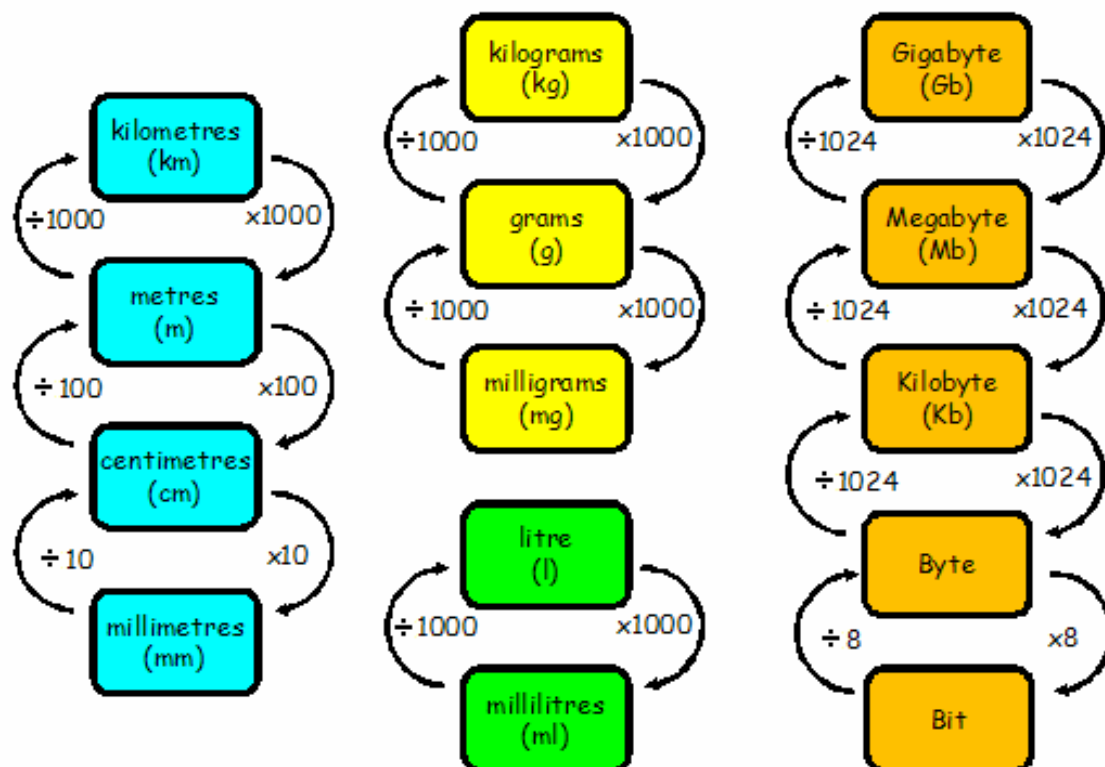 kilometres
(km)
÷1000 x1000
metres
(m)
÷100 x100
centimetres
(cm)
÷10 x10
millimetres
(mm)
kilograms
(kg)
÷1000 x1000
grams
(g)
÷1000 x1000
milligrams
(mg)
litre
(l)
÷1000 x1000
millilitres
(ml)
Gigabyte
(Gb)
÷1024 x1024
Megabyte
(Mb)
÷1024 x1024
Kilobyte
(Kb)
÷1024 x1024
Byte
÷8 x8
Bit